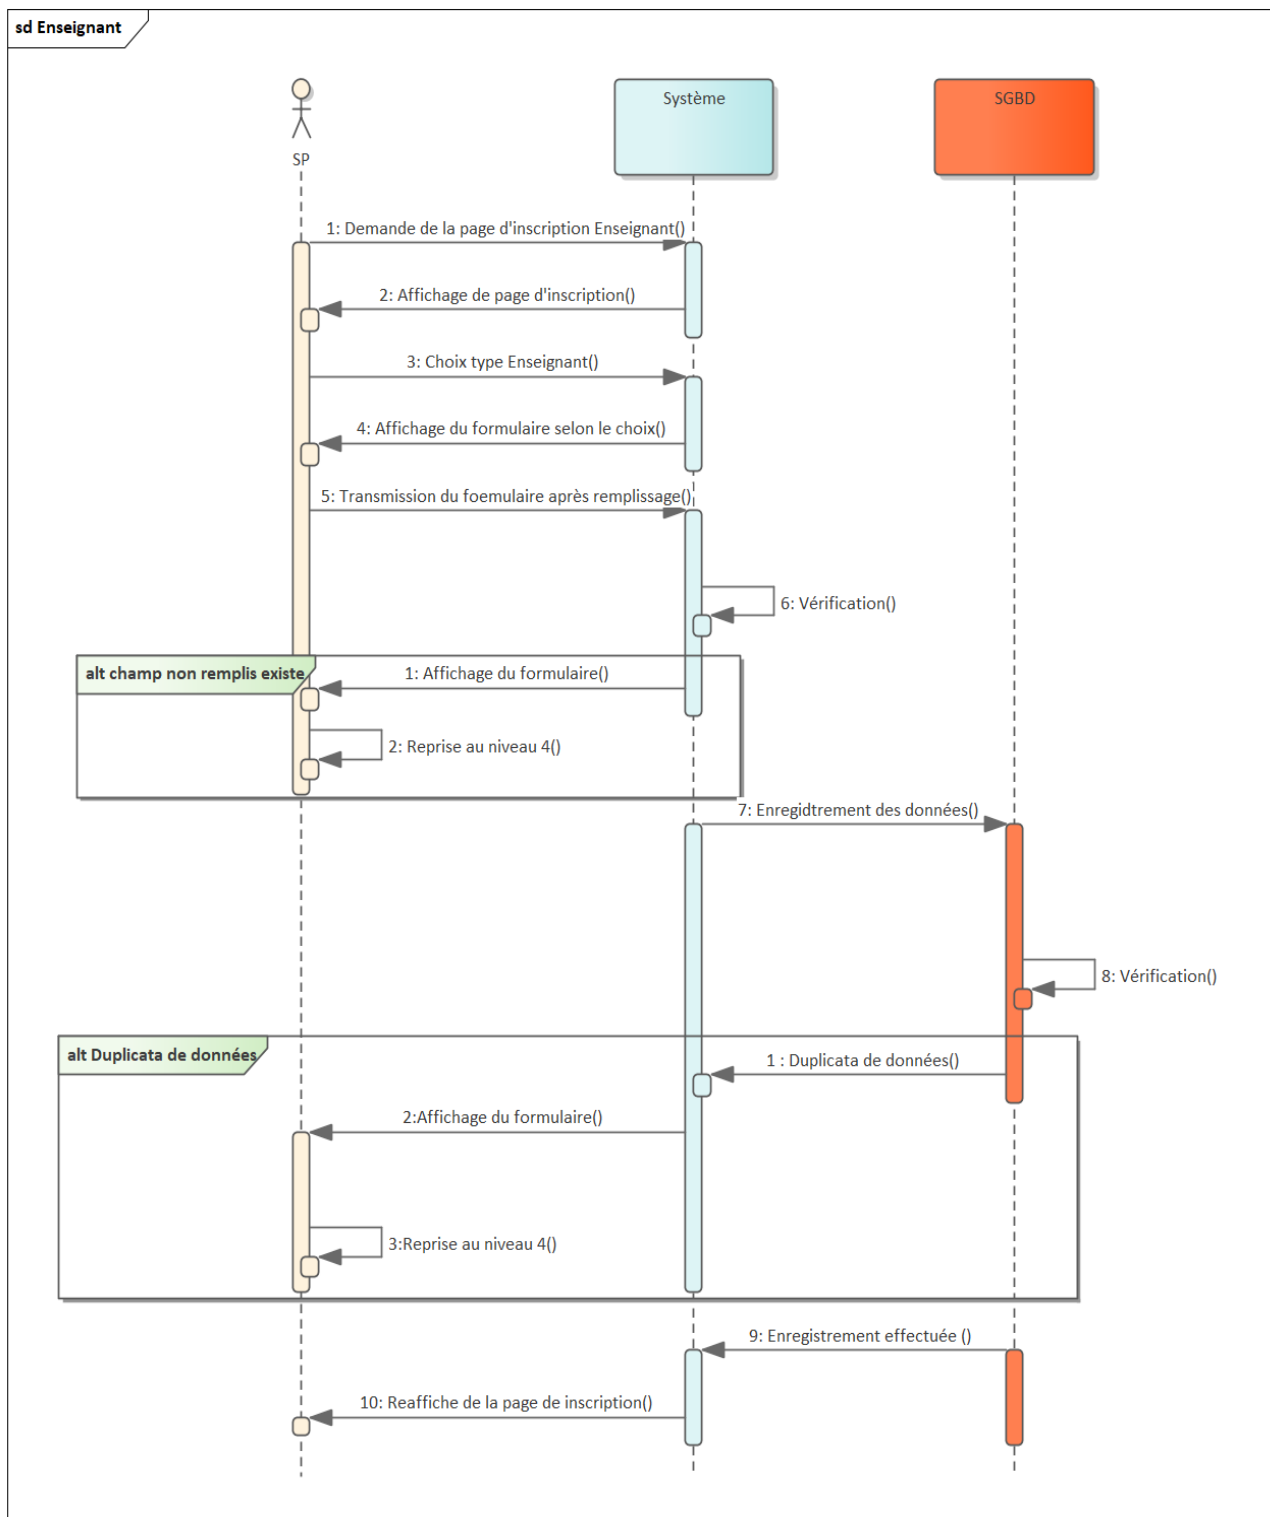 sd Enseignant
Système
SGBD
SP
1: Demande de la page d'inscription Enseignant()
2: Affichage de page d'inscription()
3: Choix type Enseignant()
4: Affichage du formulaire selon le choix()
5: Transmission du foemulaire après remplissage()
6: Vérification()
alt champ non remplis existe
1: Affichage du formulaire()
2: Reprise au niveau 4()
7: Enregidtrement des données()
8: Vérification()
alt Duplicata de données
1 : Duplicata de données()
2:Affichage du formulaire()
3:Reprise au niveau 4()
9: Enregistrement effectuée ()
10: Reaffiche de la page de inscription()